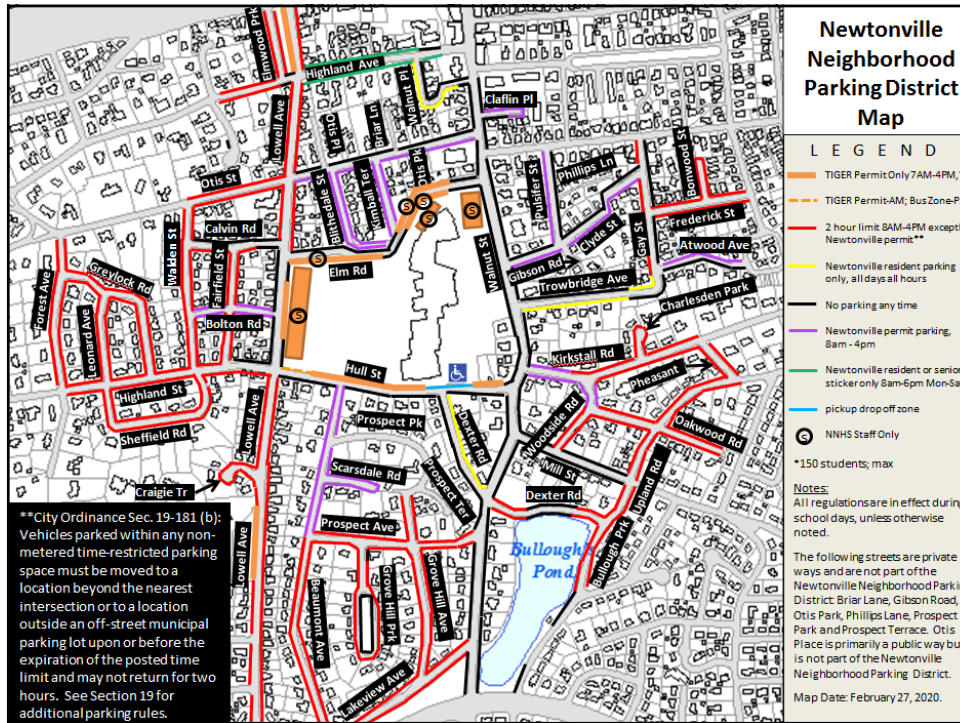 Newtonville
Neighborhood
Parking District
Map
L E G E N D
TIGER Permit Only 7AM-4PM,
TIGER Permit-AM; Bus Zone-P
2 hour limit 8AM-4PM except
Newtonville permit**
Newtonville resident parking
only, all days all hours
No parking any time
Newtonville permit parking,
8am - 4pm
Newtonville resident or senior
sticker only 8am-6pm Mon-Sa
pickup drop off zone
S NNHS Staff Only
*150 students; max
Notes:
All regulations are in effect during
school days, unless otherwise
noted.
The following streets are private
ways and are not part of the
Newtonville Neighborhood Parkin
District: Briar Lane, Gibson Road,
Otis Park, Phillips Lane, Prospect
Park and Prospect Terrace. Otis
Place is primarily a public way bu
is not part of the Newtonville
Neighborhood Parking District.
Map Date: February 27, 2020.
Elmwood Prk
Highland Ave
Walnut Pl
Claflin Pl
Lowell Ave
Otis Pl
Briar Ln
Otis St
Blithedale St
Kimball Ter
Otis Pk
Pulsifer St
Phillips Ln
Bonwood St
Walden St
Calvin Rd
Fairfield St
S
S
S
S
S
S
Elm Rd
Walnut St
Gibson Rd
Clyde St
Gay St
Frederick St
Atwood Ave
Trowbridge Ave
Charlesden Park
Forest Ave
Greylock Rd
Leonard Ave
Bolton Rd
Highland St
Sheffield Rd
Hull St
Kirkstall Rd
Pheasant
Lowell Ave
Prospect Pk
Dexter Rd
Woodside Rd
Oakwood Rd
Scarsdale Rd
Prospect Ter
Mill St
Upland Rd
Craigie Tr
Dexter Rd
Prospect Ave
Lowell Ave
Beaumont Ave
Grove Hill Prk
Grove Hill Ave
Bullough's
Pond
Bullough Prk
Lakeview Ave
**City Ordinance Sec. 19-181 (b):
Vehicles parked within any non-
metered time-restricted parking
space must be moved to a
location beyond the nearest
intersection or to a location
outside an off-street municipal
parking lot upon or before the
expiration of the posted time
limit and may not return for two
hours. See Section 19 for
additional parking rules.